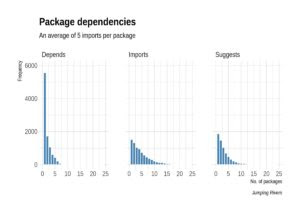 Package dependencies
An average of 5 imports per package
Depends Imports Suggests
Frequency
6000
4000
2000
0
0 5 10 15 20 25 0 5 10 15 20 25 0 5 10 15 20 25
No. of packages
Jumping Rivers